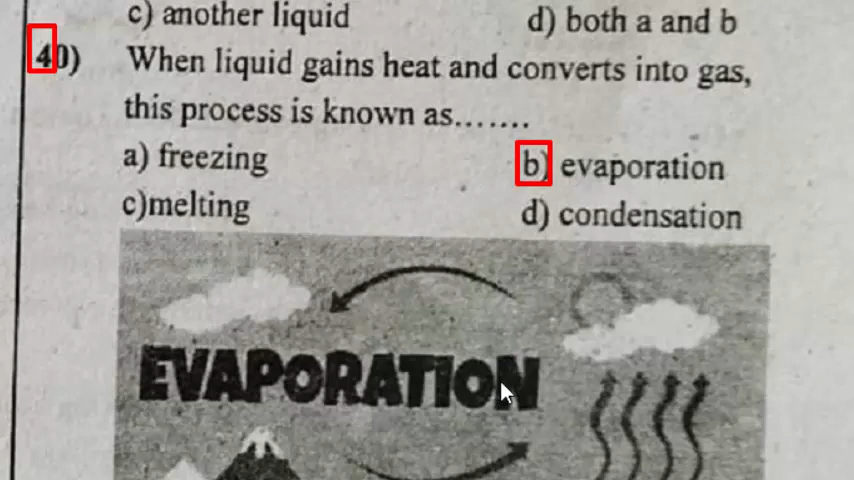 c) another liquid d) both a and b
40) When liquid gains heat and converts into gas,
this process is known as.......
a) freezing b) evaporation
c)melting d) condensation
EVAPORATION